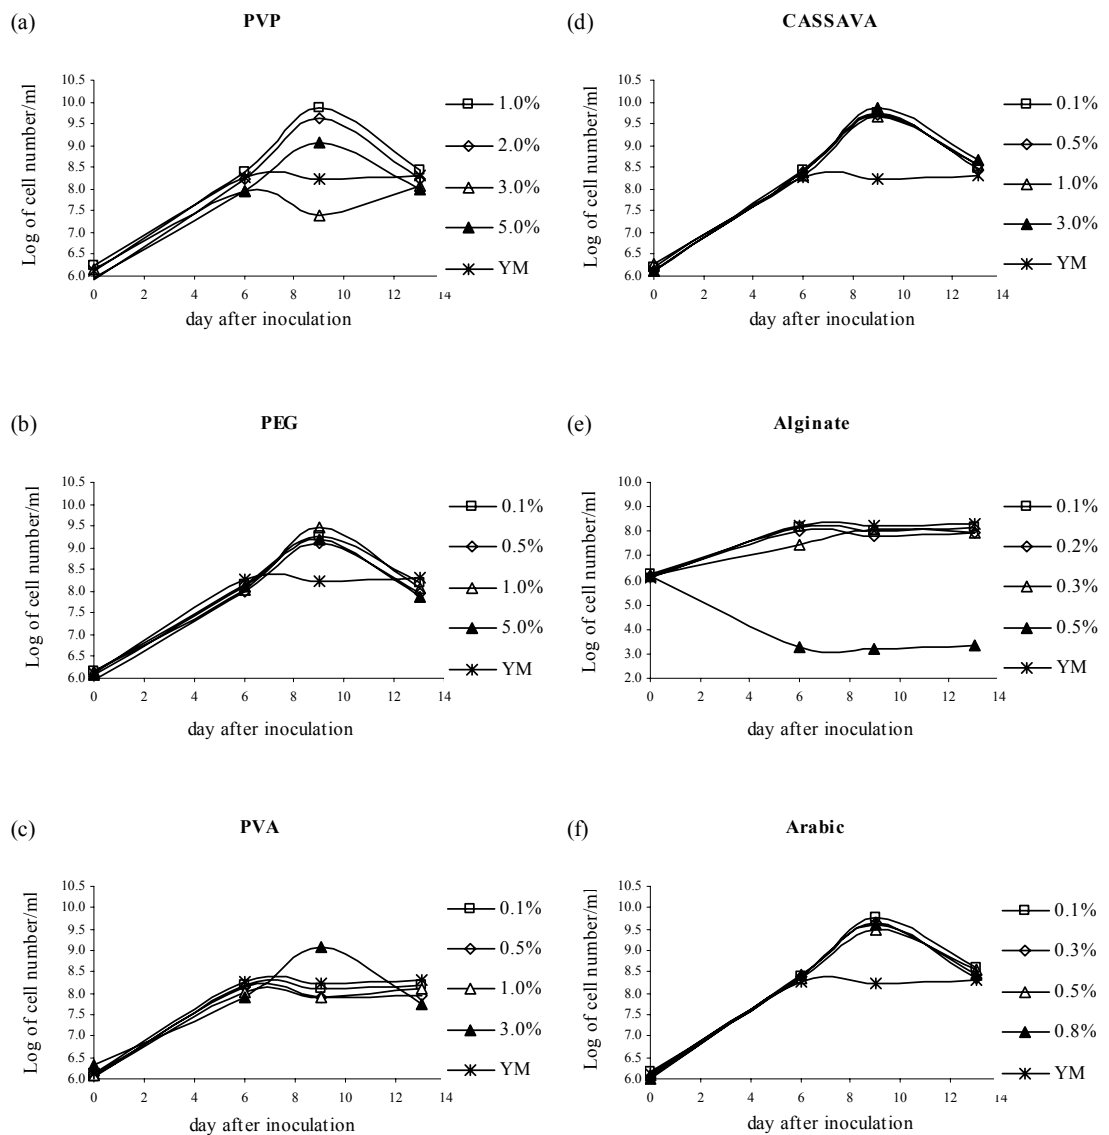 (a) PVP
Log of cell number/ml
10.5
10.0
9.5
9.0
8.5
8.0
7.5
7.0
6.5
6.0
0 2 4 6 8 10 12 14
day after inoculation
1.0%
2.0%
3.0%
5.0%
YM
(d) CASSAVA
Log of cell number/ml
10.5
10.0
9.5
9.0
8.5
8.0
7.5
7.0
6.5
6.0
0 2 4 6 8 10 12 14
day after inoculation
0.1%
0.5%
1.0%
3.0%
YM
(b) PEG
Log of cell number/ml
10.5
10.0
9.5
9.0
8.5
8.0
7.5
7.0
6.5
6.0
0 2 4 6 8 10 12 14
day after inoculation
0.1%
0.5%
1.0%
5.0%
YM
(e) Alginate
Log of cell number/ml
10.0
9.0
8.0
7.0
6.0
5.0
4.0
3.0
2.0
0 2 4 6 8 10 12 14
day after inoculation
0.1%
0.2%
0.3%
0.5%
YM
(c) PVA
Log of cell number/ml
10.5
10.0
9.5
9.0
8.5
8.0
7.5
7.0
6.5
6.0
0 2 4 6 8 10 12 14
day after inoculation
0.1%
0.5%
1.0%
3.0%
YM
(f) Arabic
Log of cell number/ml
10.5
10.0
9.5
9.0
8.5
8.0
7.5
7.0
6.5
6.0
0 2 4 6 8 10 12 14
day after inoculation
0.1%
0.3%
0.5%
0.8%
YM